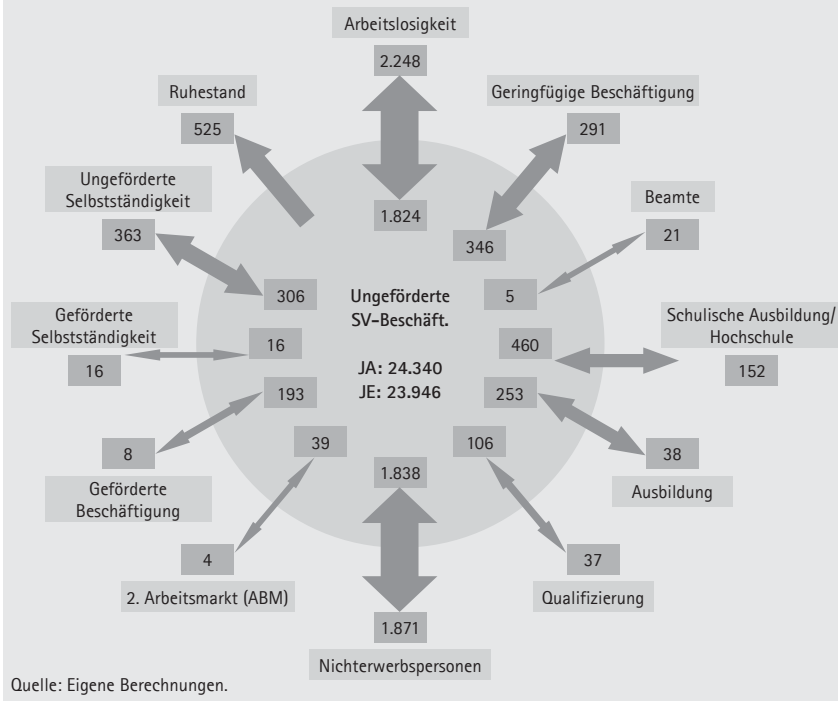 Arbeitslosigkeit
2.248
Ruhestand
525
Geringfügige Beschäftigung
291
Ungeförderte
Selbstständigkeit
363
Beamte
21
1.824
346
306
5
Ungeförderte
SV-Beschäft.
JA: 24.340
JE: 23.946
Geförderte
Selbstständigkeit
16
16
460
Schulische Ausbildung/
Hochschule
152
193
253
8
Geförderte
Beschäftigung
39
106
38
Ausbildung
1.838
4
2. Arbeitsmarkt (ABM)
37
Qualifizierung
1.871
Nichterwerbspersonen
Quelle: Eigene Berechnungen.